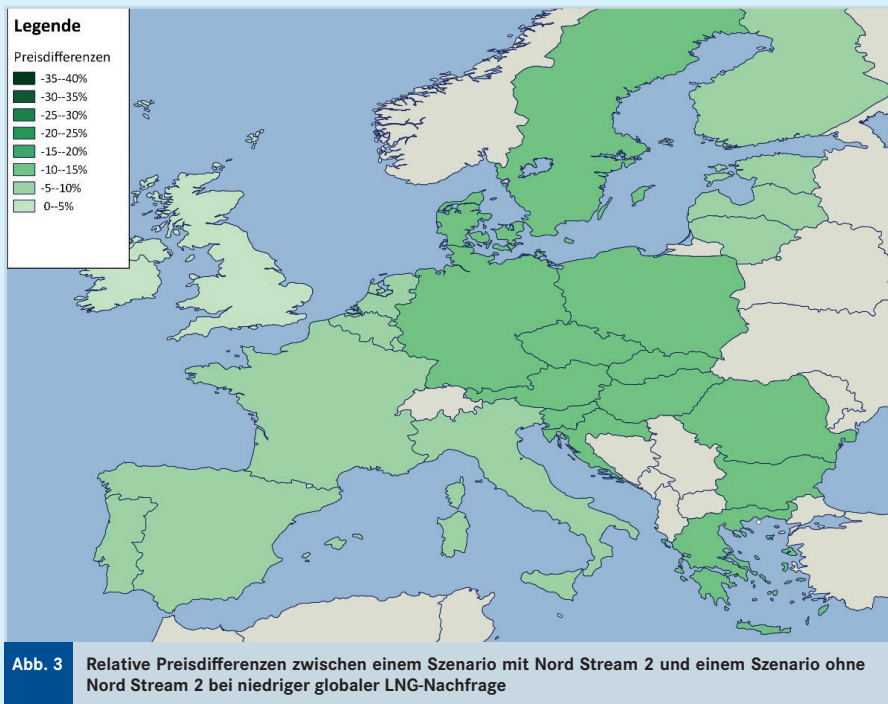 Legende
Preisdifferenzen
-35--40%
-30--35%
-25--30%
-20--25%
-15--20%
-10--15%
-5--10%
0--5%
Abb. 3
Relative Preisdifferenzen zwischen einem Szenario mit Nord Stream 2 und einem Szenario ohne
Nord Stream 2 bei niedriger globaler LNG-Nachfrage